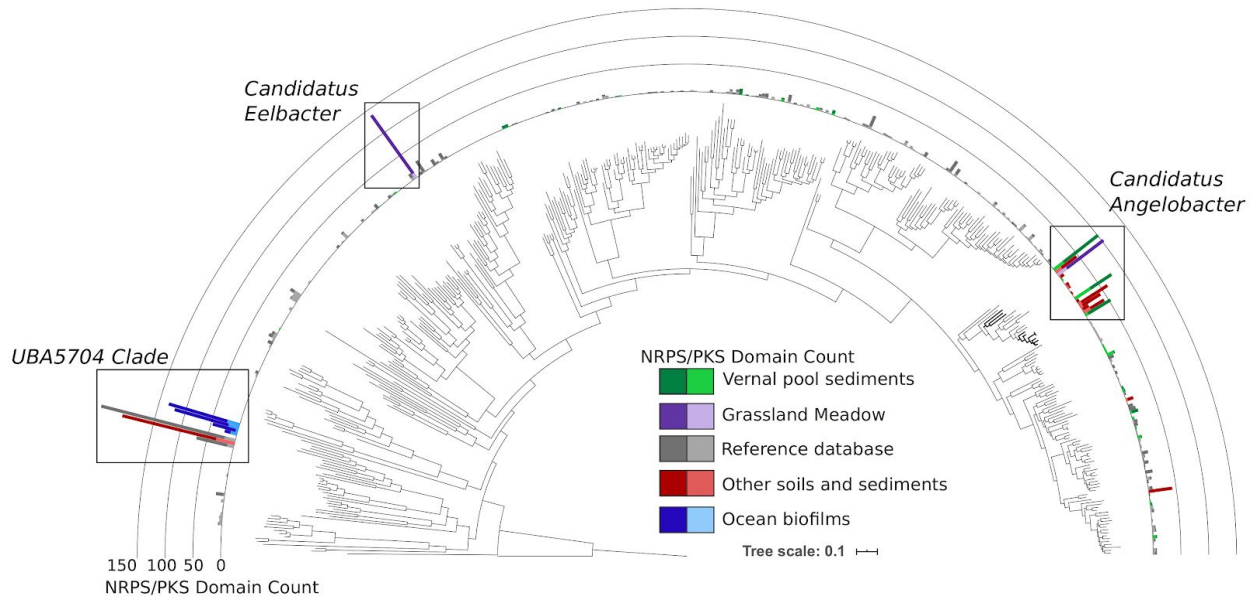 Candidatus
Eelbacter
Candidatus
Angelobacter
UBA5704 Clade
NRPS/PKS Domain Count
Vernal pool sediments
Grassland Meadow
Reference database
Other soils and sediments
Ocean biofilms
Tree scale: 0.1
150 100 50 0
NRPS/PKS Domain Count